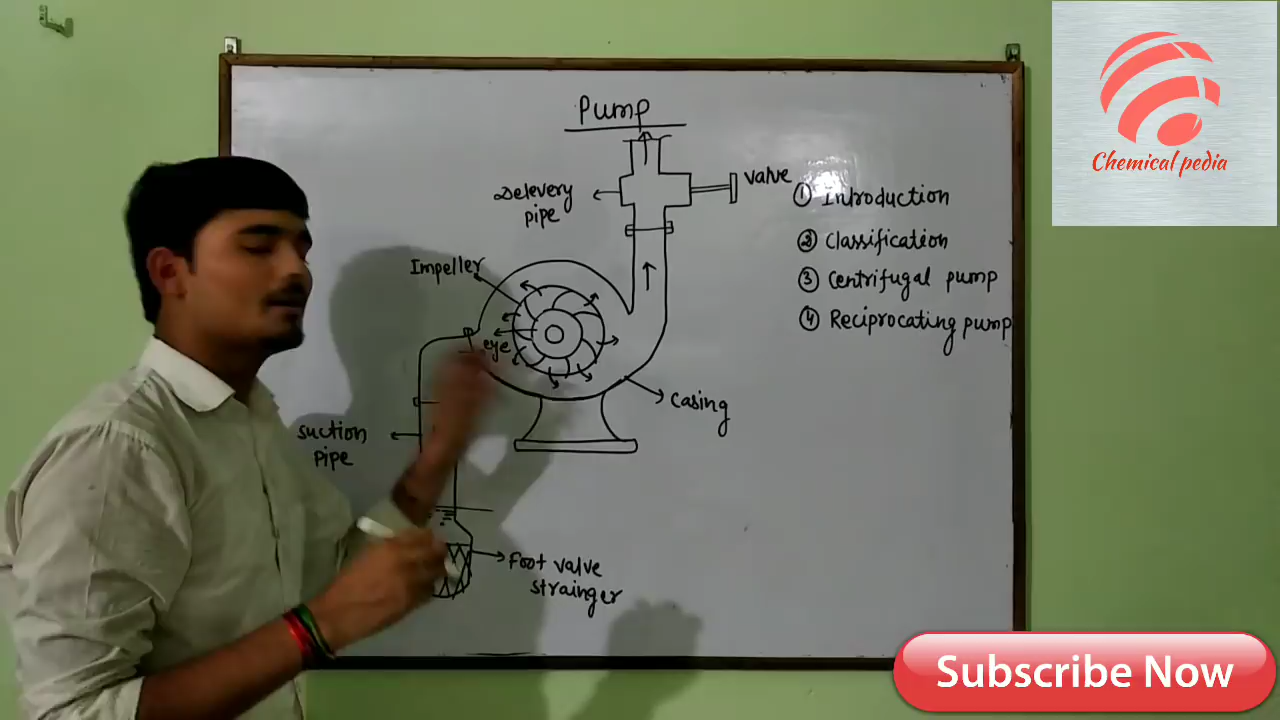 Pump
Delevery
pipe
valve
① Introduction
② Classification
③ Centrifugal pump
④ Reciprocating pump
Impeller
eye
casing
suction
pipe
Foot valve
strainger
Chemical pedia
Subscribe Now